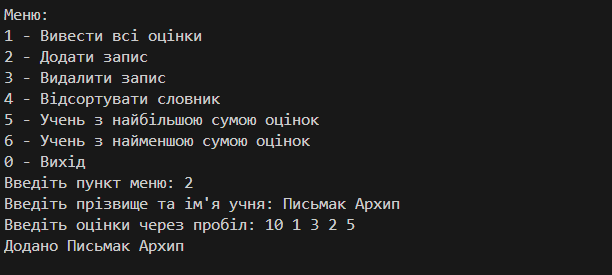 Меню:
1 - Вивести всі оцінки
2 - Додати запис
3 - Видалити запис
4 - Відсортувати словник
5 - Учень з найбільшою сумою оцінок
6 - Учень з найменшою сумою оцінок
0 - Вихід
Введіть пункт меню: 2
Введіть прізвище та ім'я учня: Письмак Архип
Введіть оцінки через пробіл: 10 1 3 2 5
Додано Письмак Архип